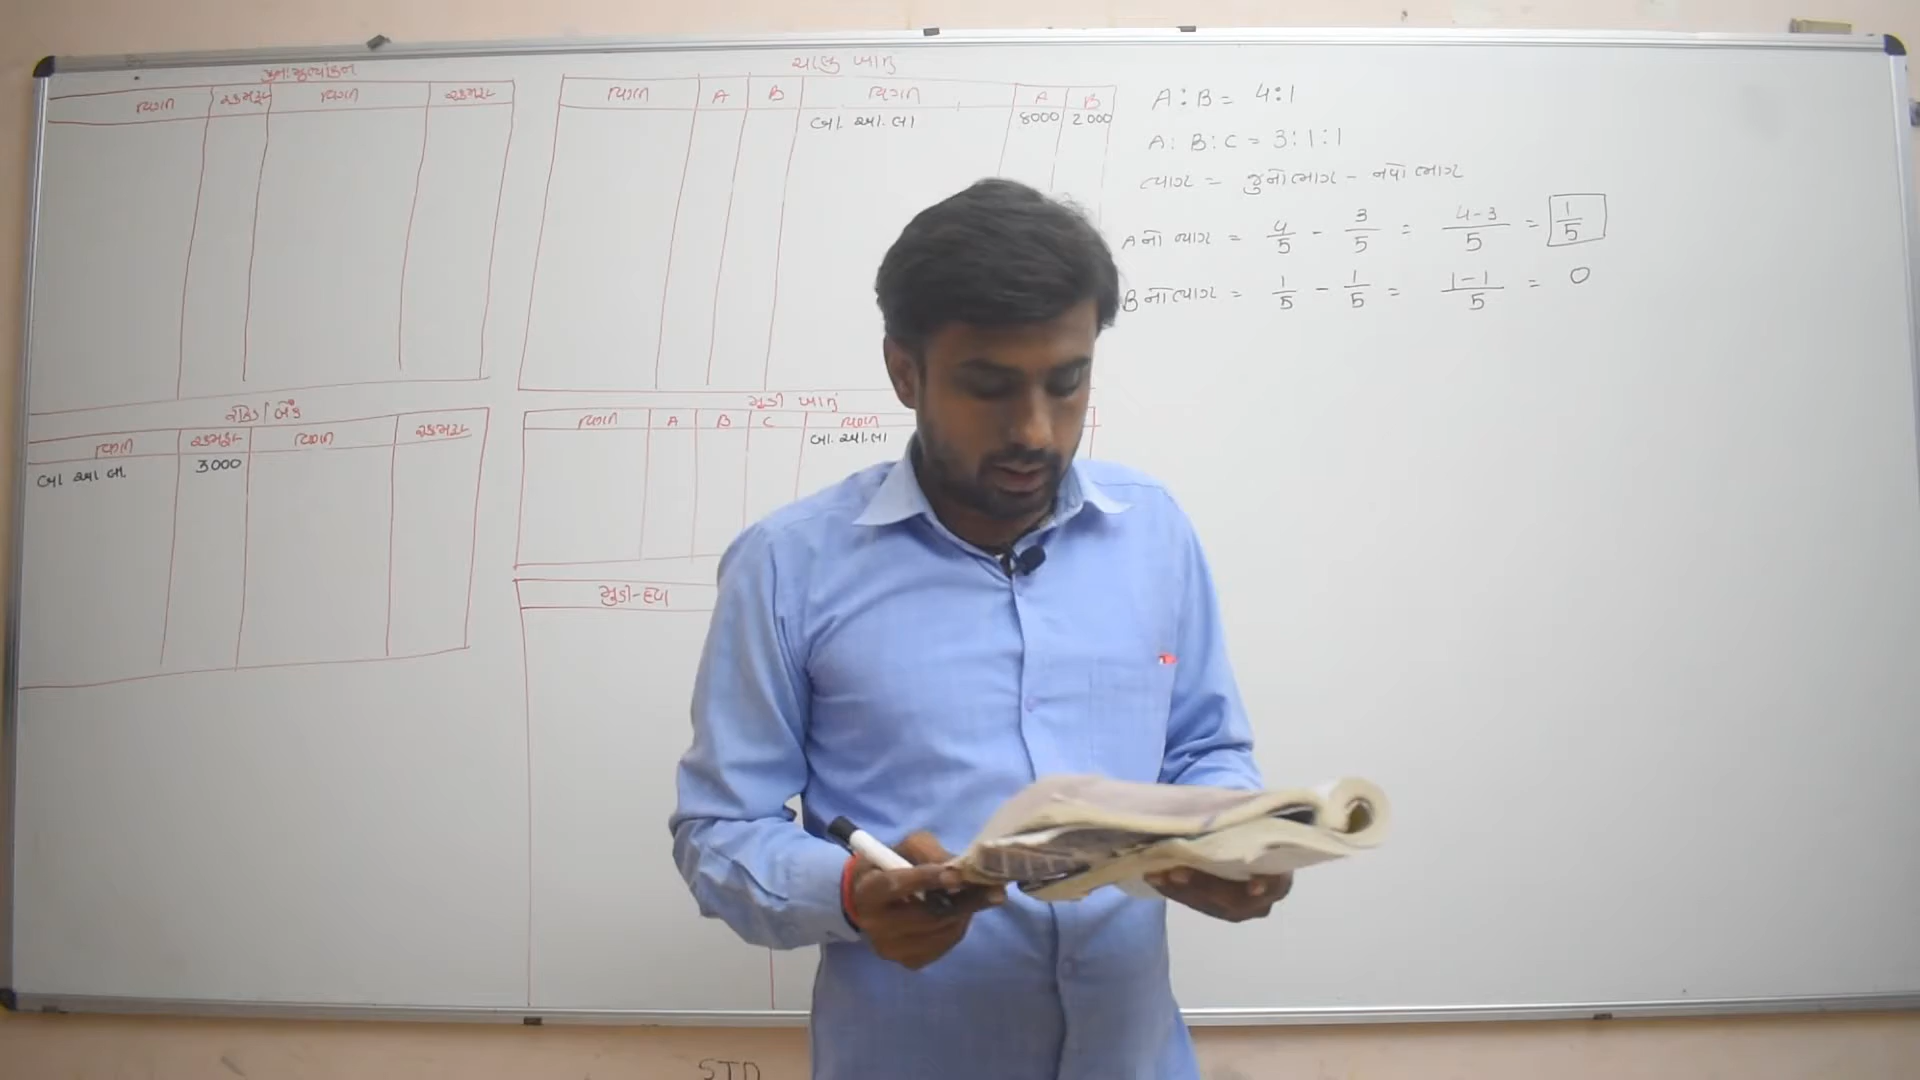 પુનઃમૂલ્યાંકન
વિગત રકમરૂા વિગત રકમરૂા
ચાલુ ખાતું
વિગત A B વિગત A B
બા. આ. લા 8000 2000
રોકડ/બેંક
વિગત રકમરૂા વિગત રકમરૂા
બા. આ. લા. 3000
મૂડી ખાતું
વિગત A B C વિગત
બા. આ. લા
મુડી-દેવા
A : B = 4:1
A : B : C = 3:1:1
ત્યાગ = જુનોભાગ - નવો ભાગ
A નો ત્યાગ = 4/5 - 3/5 = 4-3/5 = 1/5
B નો ત્યાગ = 1/5 - 1/5 = 1-1/5 = 0
STD